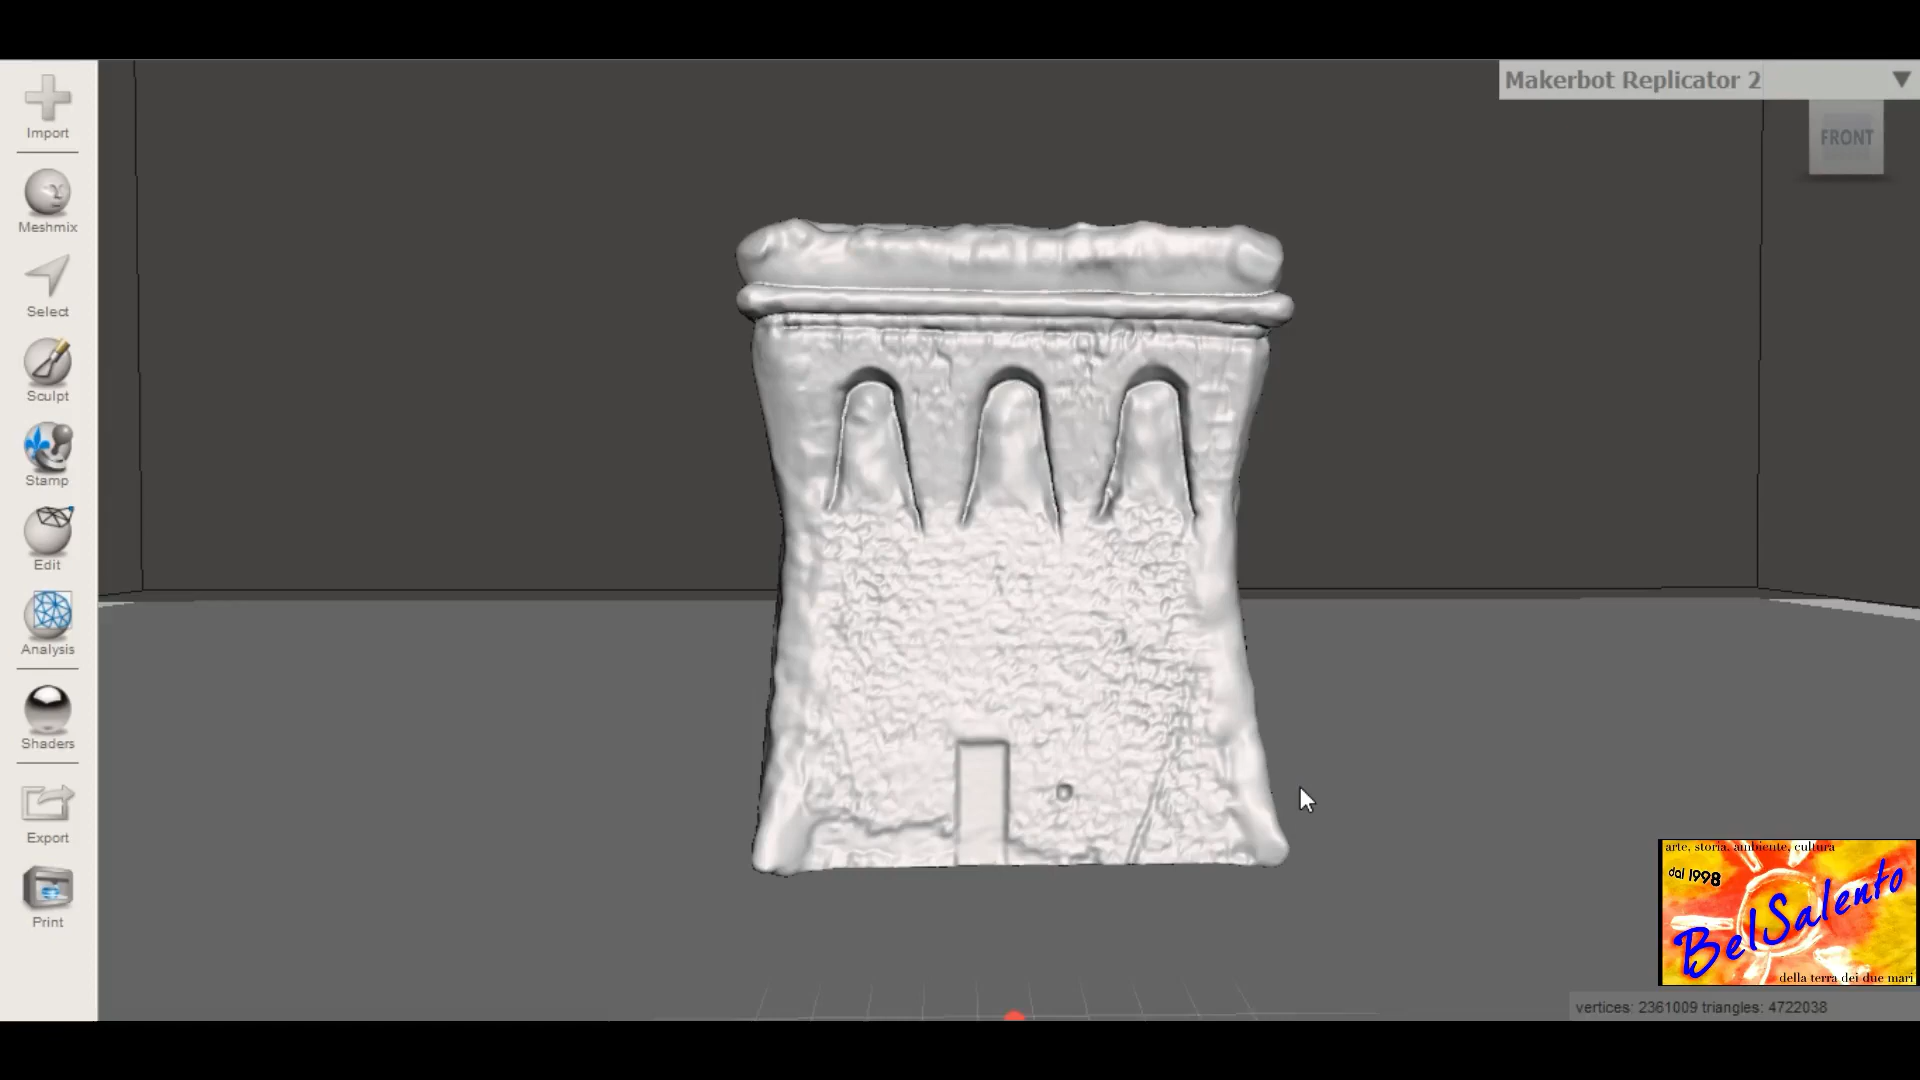 Makerbot Replicator 2
FRONT
Import
Meshmix
Select
Sculpt
Stamp
Edit
Analysis
Shaders
Export
Print
arte, storia, ambiente, cultura
dal 1998
BelSalento
della terra dei due mari
vertices: 2361009 triangles: 4722038